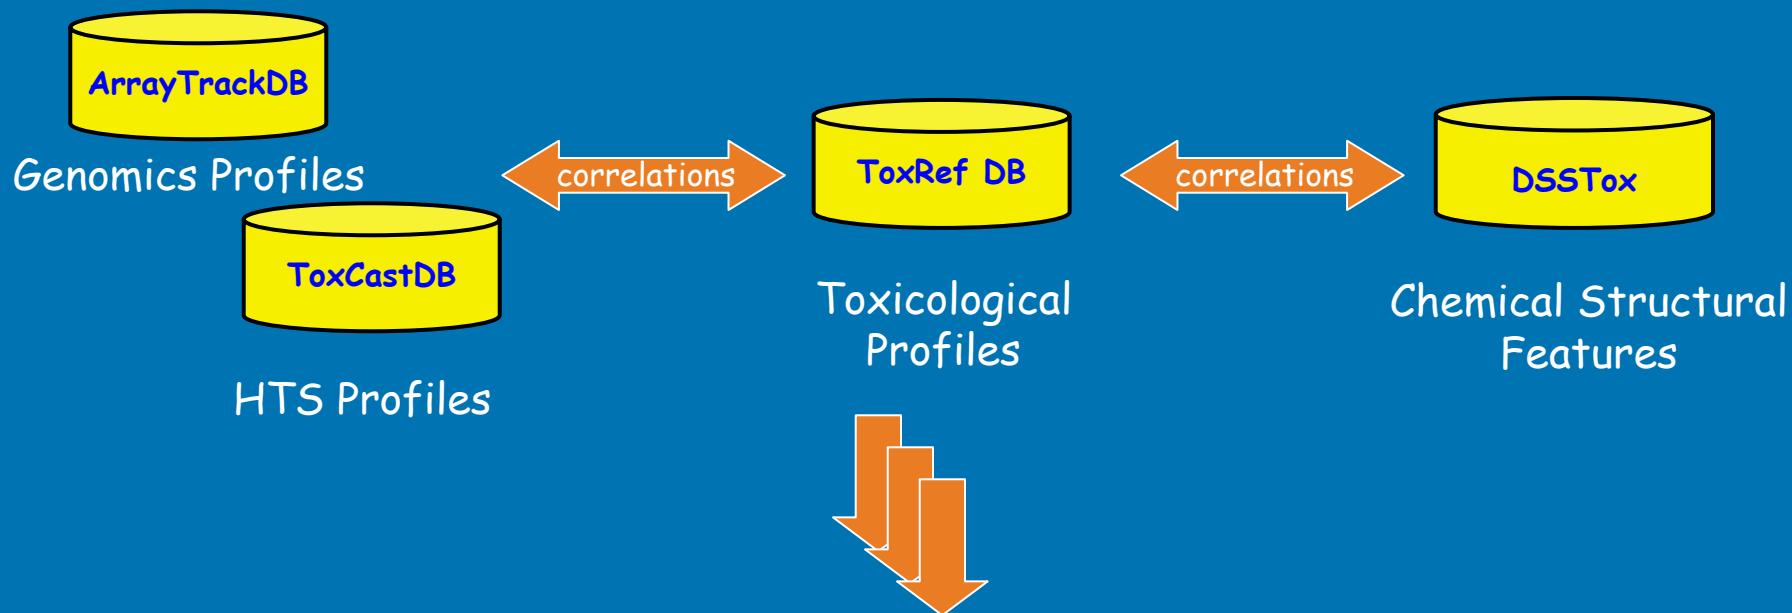 ArrayTrackDB
Genomics Profiles
ToxCastDB
HTS Profiles
correlations
ToxRef DB
Toxicological
Profiles
correlations
DSSTox
Chemical Structural
Features